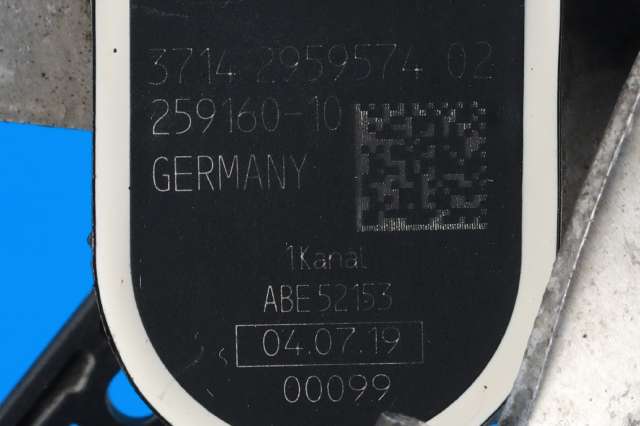 3714 2959574 02
259160-10
GERMANY
1Kanal
ABE 52153
04.07.19
00099